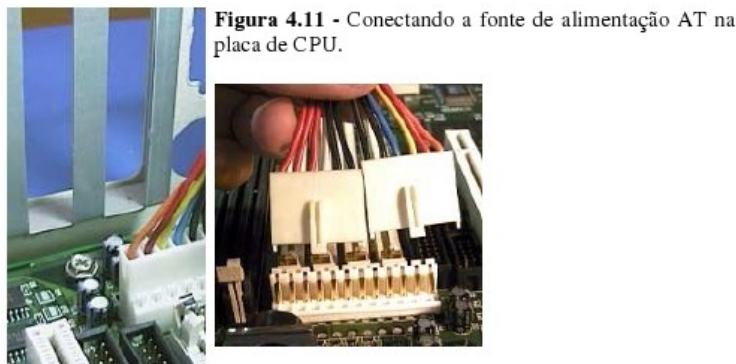 Figura 4.11 - Conectando a fonte de alimentação AT na
placa de CPU.